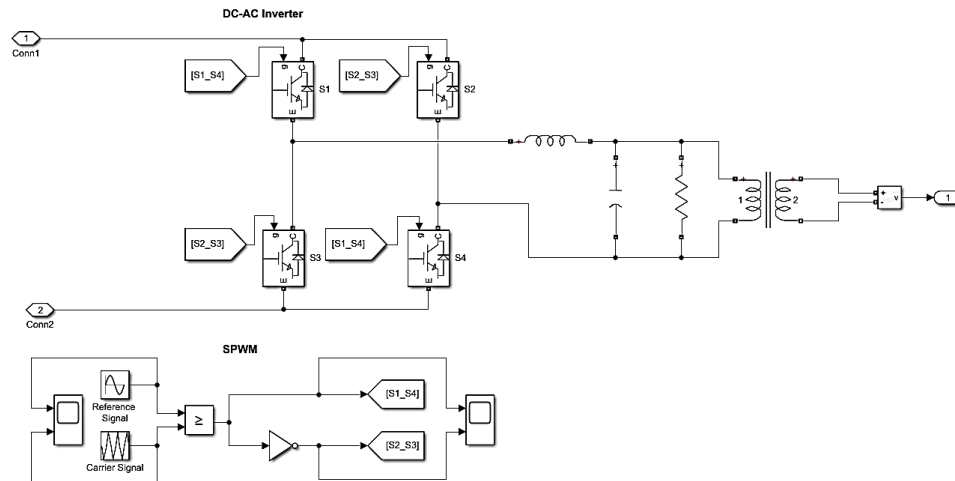 DC-AC Inverter
1
Conn1
[S1_S4]
g
C
E
S1
[S2_S3]
g
C
E
S2
[S2_S3]
g
C
E
S3
[S1_S4]
g
C
E
S4
+
+
+
+
1
2
+
+
-
v
1
2
Conn2
SPWM
Reference
Signal
Carrier Signal
≥
[S1_S4]
[S2_S3]